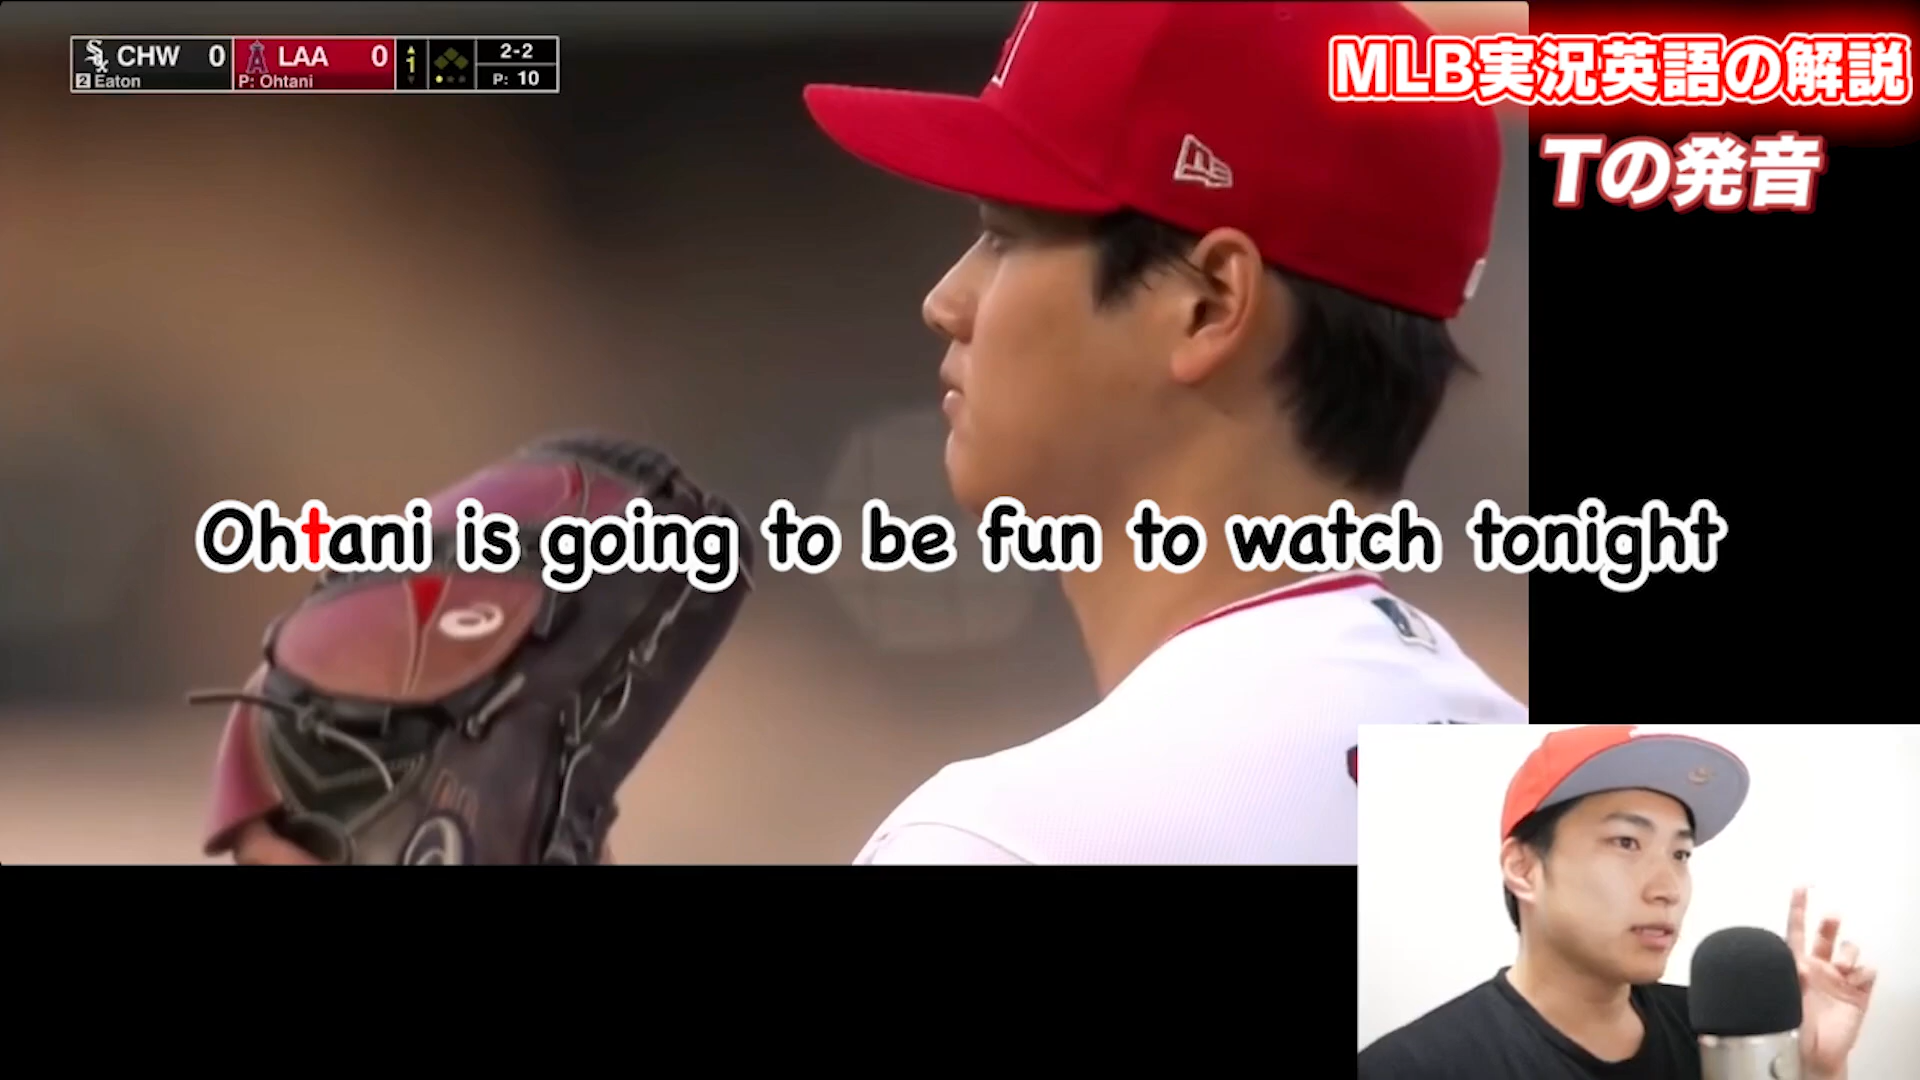 CHW 0 LAA 0 1 2-2
2 Eaton P: Ohtani P: 10
MLB実況英語の解説
Tの発音
Ohtani is going to be fun to watch tonight